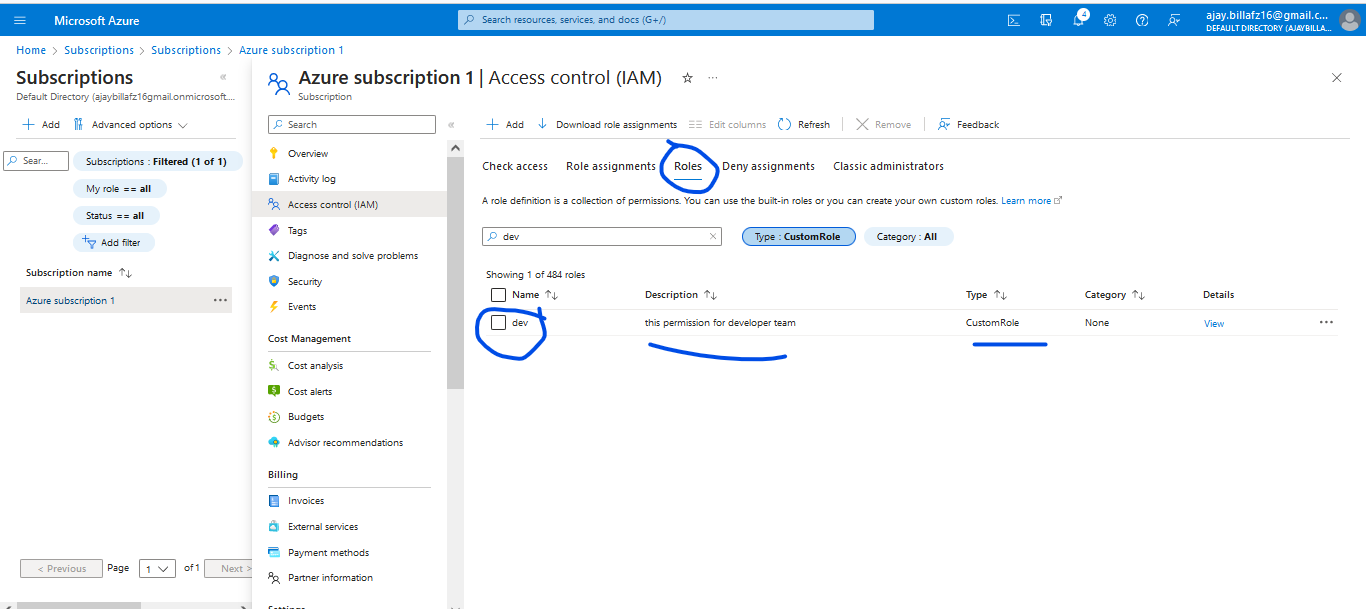 Microsoft Azure
Search resources, services, and docs (G+/)
4
ajay.billafz16@gmail.c...
DEFAULT DIRECTORY (AJAYBILLA...
Home > Subscriptions > Subscriptions > Azure subscription 1
Subscriptions
Default Directory (ajaybillafz16gmail.onmicrosoft....
Add Advanced options
Sear...
Subscriptions : Filtered (1 of 1)
My role == all
Status == all
Add filter
Subscription name
Azure subscription 1
< Previous Page 1 of 1 Next >
Azure subscription 1 | Access control (IAM)
Subscription
Search
Overview
Activity log
Access control (IAM)
Tags
Diagnose and solve problems
Security
Events
Cost Management
Cost analysis
Cost alerts
Budgets
Advisor recommendations
Billing
Invoices
External services
Payment methods
Partner information
Settings
Add Download role assignments Edit columns Refresh Remove Feedback
Check access Role assignments Roles Deny assignments Classic administrators
A role definition is a collection of permissions. You can use the built-in roles or you can create your own custom roles. Learn more
dev
Type : CustomRole
Category : All
Showing 1 of 484 roles
Name Description Type Category Details
dev this permission for developer team CustomRole None View